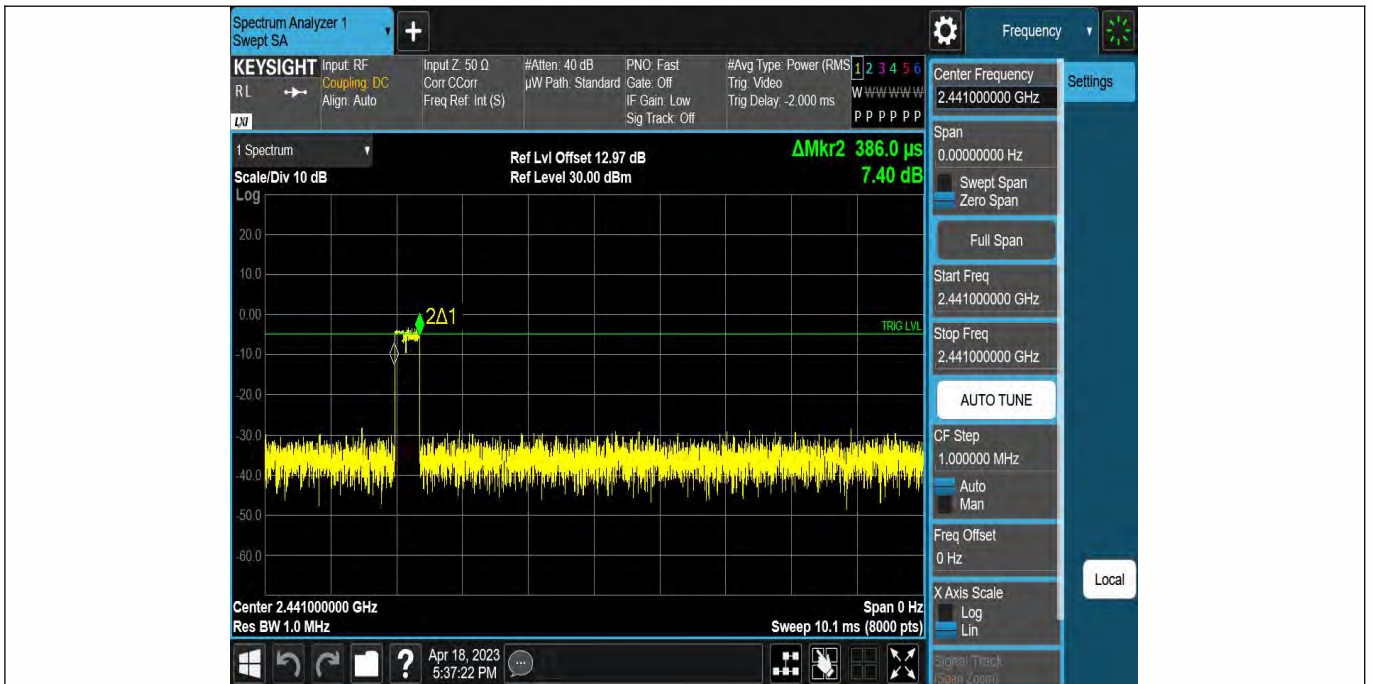 Spectrum Analyzer 1
Swept SA
+
Frequency
KEYSIGHT
RL
LXI
Input: RF
Coupling: DC
Align: Auto
Input Z: 50 Ω
Corr CCorr
Freq Ref: Int (S)
#Atten: 40 dB
µW Path: Standard
PNO: Fast
Gate: Off
IF Gain: Low
Sig Track: Off
#Avg Type: Power (RMS
Trig: Video
Trig Delay: -2.000 ms
1 2 3 4 5 6
W W W W W W
P P P P P P
1 Spectrum
Scale/Div 10 dB
Log
Ref Lvl Offset 12.97 dB
Ref Level 30.00 dBm
ΔMkr2 386.0 µs
7.40 dB
20.0
10.0
0.00
-10.0
-20.0
-30.0
-40.0
-50.0
-60.0
2Δ1
TRIG LVL
Center 2.441000000 GHz
Res BW 1.0 MHz
Span 0 Hz
Sweep 10.1 ms (8000 pts)
Center Frequency
2.441000000 GHz
Settings
Span
0.00000000 Hz
Swept Span
Zero Span
Full Span
Start Freq
2.441000000 GHz
Stop Freq
2.441000000 GHz
AUTO TUNE
CF Step
1.000000 MHz
Auto
Man
Freq Offset
0 Hz
X Axis Scale
Log
Lin
Signal Track
(Span Zoom)
Local
?
Apr 18, 2023
5:37:22 PM